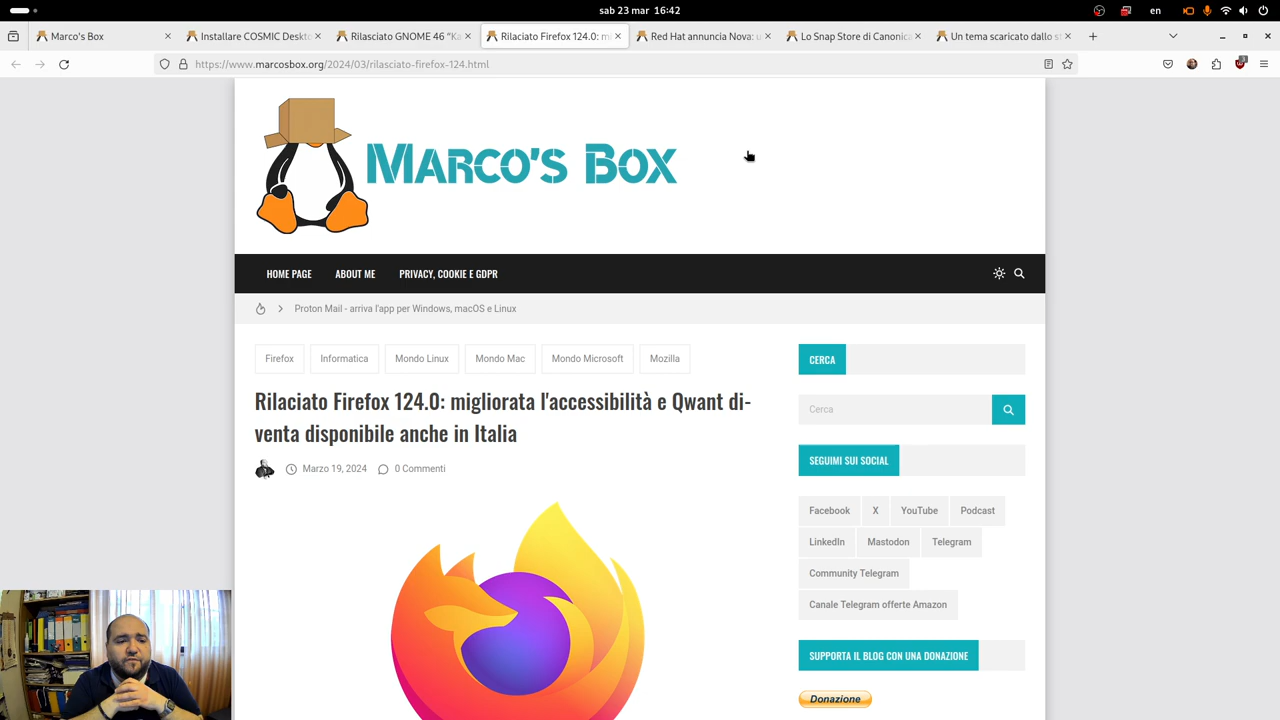 sab 23 mar 16:42
en
Marco's Box
Installare COSMIC Deskto
Rilasciato GNOME 46 "Ka
Rilaciato Firefox 124.0: m
Red Hat annuncia Nova: u
Lo Snap Store di Canonic
Un tema scaricato dallo st
https://www.marcosbox.org/2024/03/rilasciato-firefox-124.html
MARCO'S BOX
HOME PAGE
ABOUT ME
PRIVACY, COOKIE E GDPR
Proton Mail - arriva l'app per Windows, macOS e Linux
Firefox
Informatica
Mondo Linux
Mondo Mac
Mondo Microsoft
Mozilla
Rilaciato Firefox 124.0: migliorata l'accessibilità e Qwant di-
venta disponibile anche in Italia
Marzo 19, 2024
0 Commenti
CERCA
Cerca
SEGUIMI SUI SOCIAL
Facebook
X
YouTube
Podcast
LinkedIn
Mastodon
Telegram
Community Telegram
Canale Telegram offerte Amazon
SUPPORTA IL BLOG CON UNA DONAZIONE
Donazione